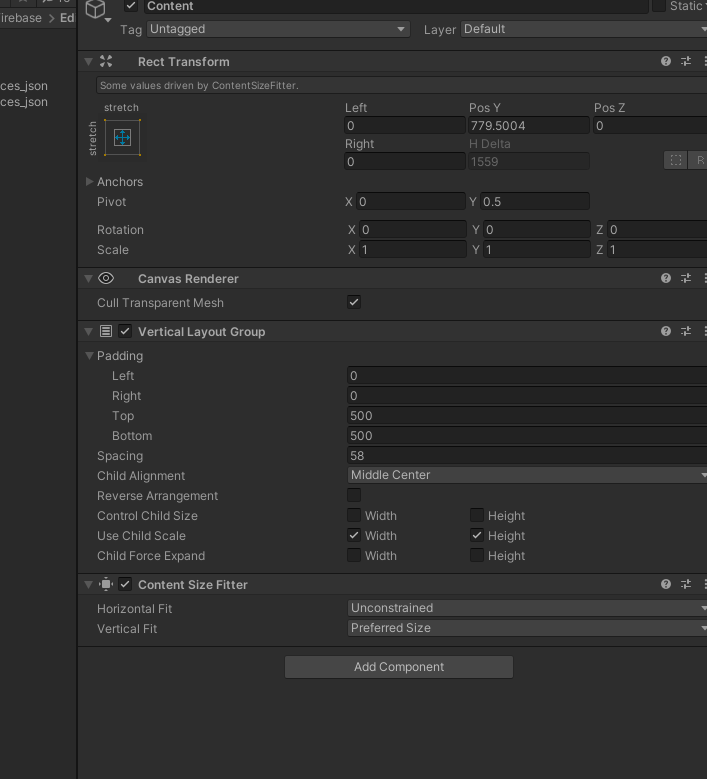 Content
Static
irebase > Ed
Tag Untagged Layer Default
Rect Transform
Some values driven by ContentSizeFitter.
ces_json
ces_json
stretch
stretch
Left Pos Y Pos Z
0 779.5004 0
Right H Delta
0 1559
R
Anchors
Pivot X 0 Y 0.5
Rotation X 0 Y 0 Z 0
Scale X 1 Y 1 Z 1
Canvas Renderer
Cull Transparent Mesh
Vertical Layout Group
Padding
Left 0
Right 0
Top 500
Bottom 500
Spacing 58
Child Alignment Middle Center
Reverse Arrangement
Control Child Size Width Height
Use Child Scale Width Height
Child Force Expand Width Height
Content Size Fitter
Horizontal Fit Unconstrained
Vertical Fit Preferred Size
Add Component